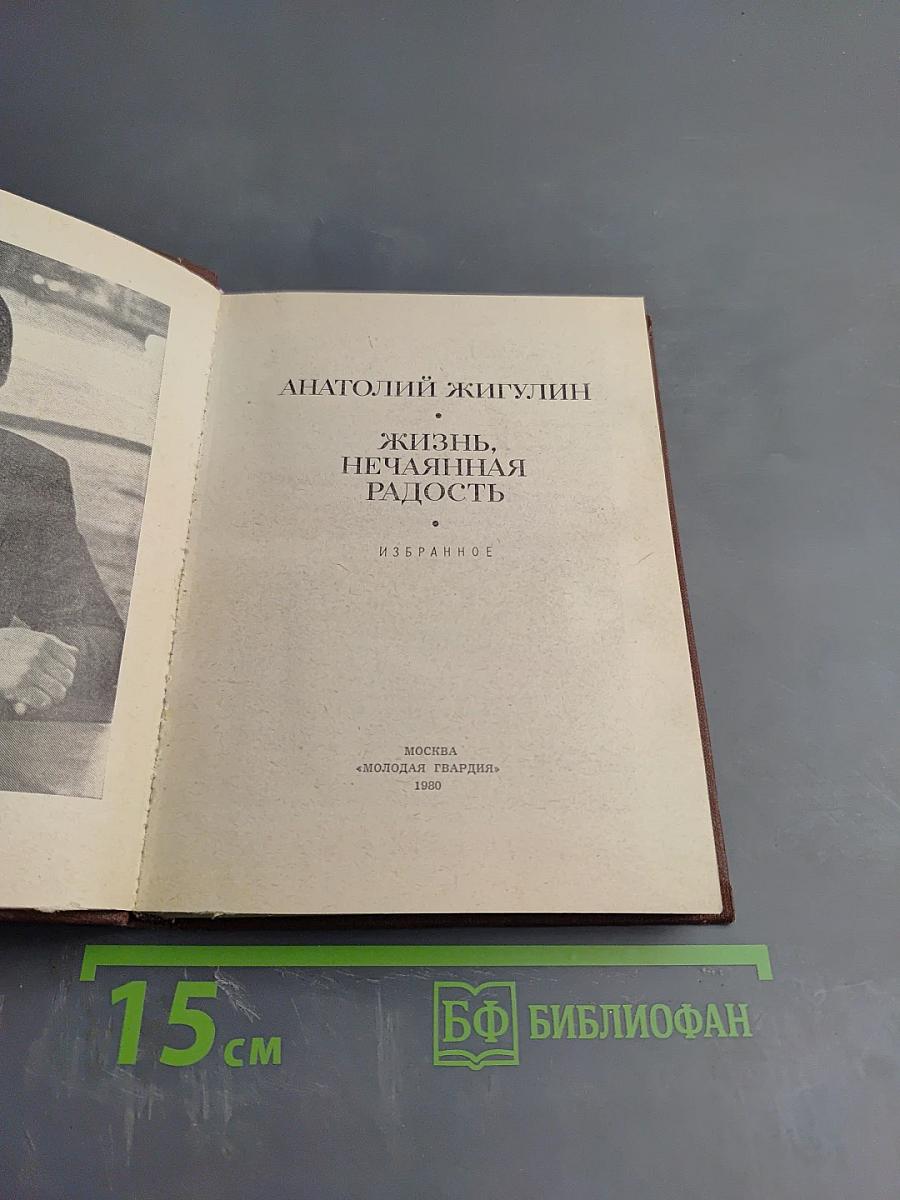 АНАТОЛИЙ ЖИГУЛИН
•
ЖИЗНЬ,
НЕЧАЯННАЯ
РАДОСТЬ
•
ИЗБРАННОЕ
МОСКВА
«МОЛОДАЯ ГВАРДИЯ»
1980
15 см
БФ БИБЛИОФАН